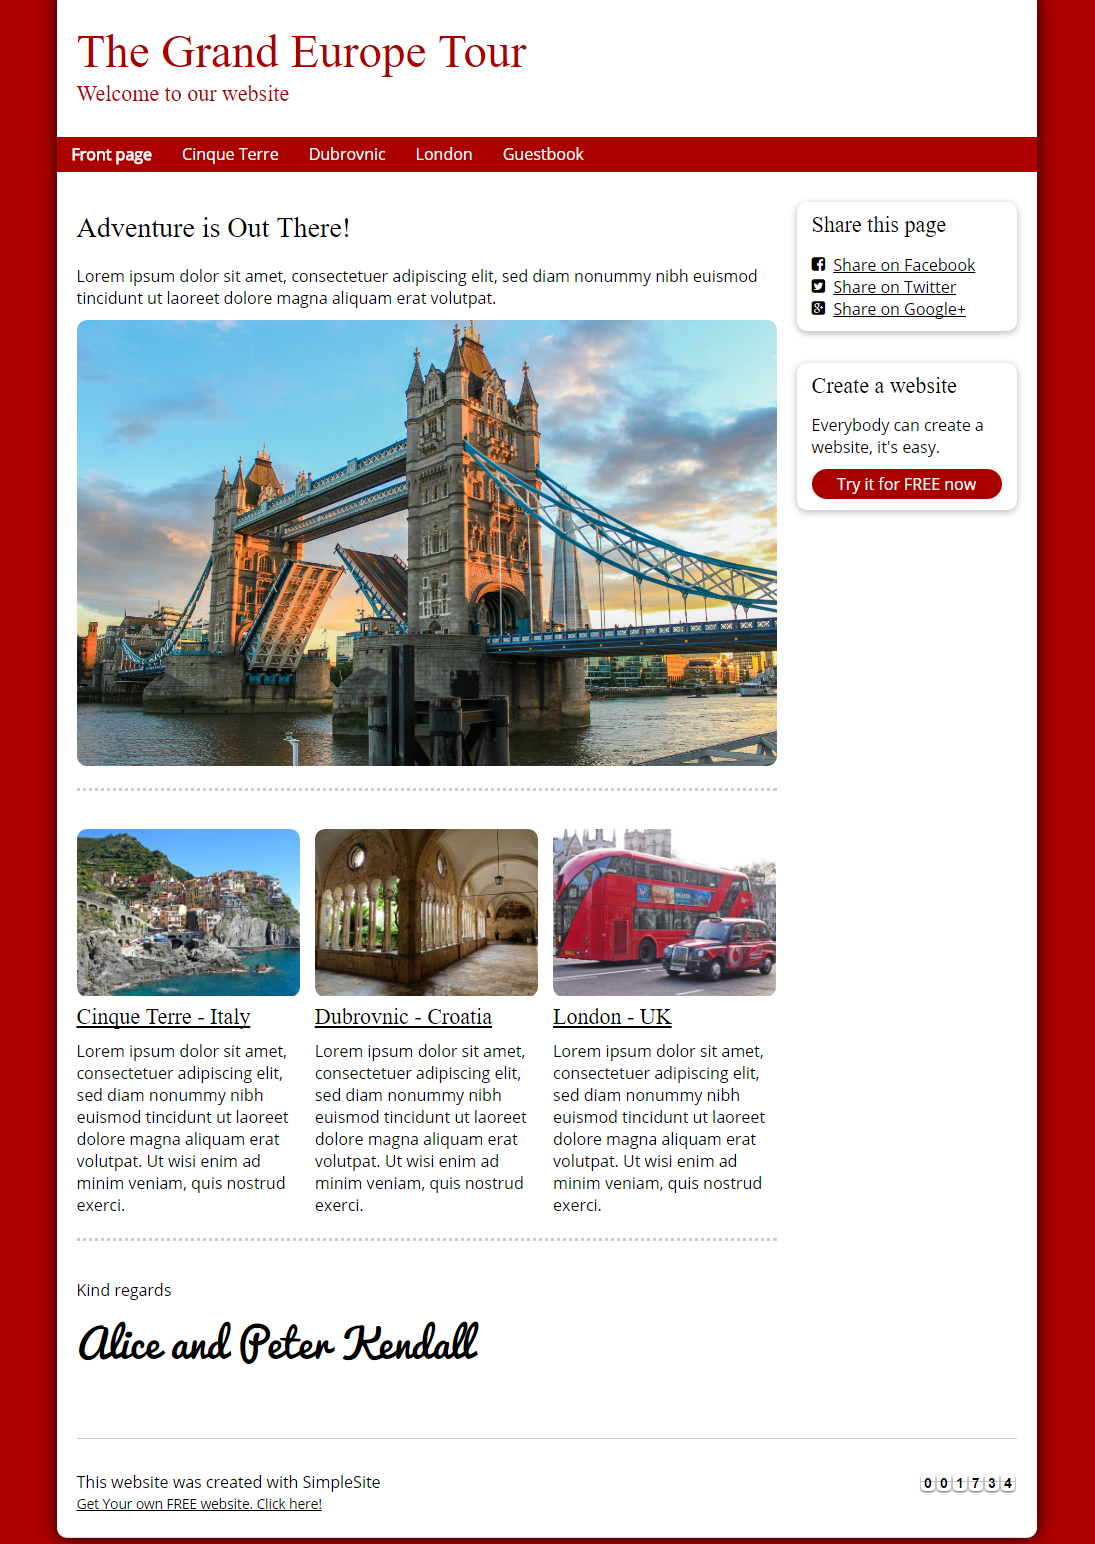 The Grand Europe Tour
Welcome to our website
Front page
Cinque Terre
Dubrovnic
London
Guestbook
Adventure is Out There!
Lorem ipsum dolor sit amet, consectetuer adipiscing elit, sed diam nonummy nibh euismod
tincidunt ut laoreet dolore magna aliquam erat volutpat.
Share this page
Share on Facebook
Share on Twitter
Share on Google+
Create a website
Everybody can create a
website, it's easy.
Try it for FREE now
Cinque Terre - Italy
Lorem ipsum dolor sit amet,
consectetuer adipiscing elit,
sed diam nonummy nibh
euismod tincidunt ut laoreet
dolore magna aliquam erat
volutpat. Ut wisi enim ad
minim veniam, quis nostrud
exerci.
Dubrovnic - Croatia
Lorem ipsum dolor sit amet,
consectetuer adipiscing elit,
sed diam nonummy nibh
euismod tincidunt ut laoreet
dolore magna aliquam erat
volutpat. Ut wisi enim ad
minim veniam, quis nostrud
exerci.
London - UK
Lorem ipsum dolor sit amet,
consectetuer adipiscing elit,
sed diam nonummy nibh
euismod tincidunt ut laoreet
dolore magna aliquam erat
volutpat. Ut wisi enim ad
minim veniam, quis nostrud
exerci.
Kind regards
Alice and Peter Kendall
This website was created with SimpleSite
Get Your own FREE website. Click here!
001734